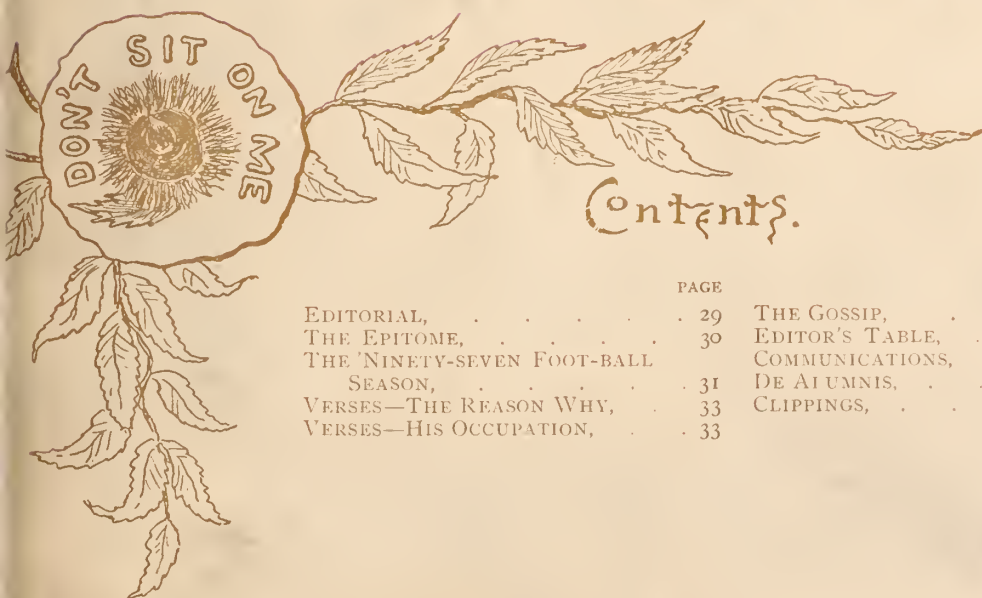 DON'T SIT ON ME
Contents.
PAGE
EDITORIAL, . . . . . 29
THE EPITOME, . . . . 30
THE 'NINETY-SEVEN FOOT-BALL
SEASON, . . . . . 31
VERSES—THE REASON WHY, . 33
VERSES—HIS OCCUPATION, . . 33
THE GOSSIP, .
EDITOR'S TABLE, .
COMMUNICATIONS,
DE ALUMNIS, . .
CLIPPINGS, . .